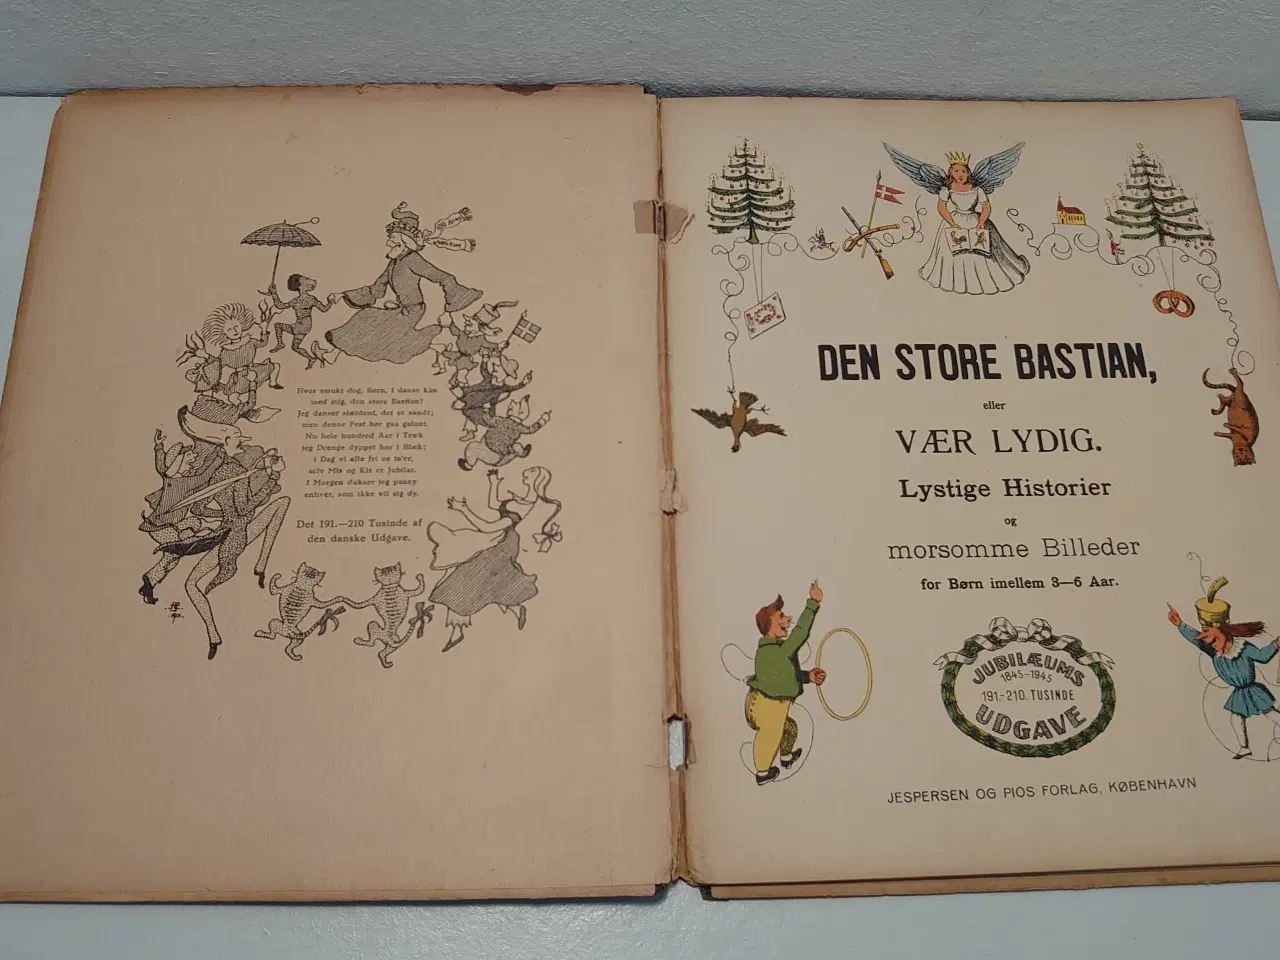 Hvor smukt dog, Børn, I danse kan
med mig, den store Bastian!
Jeg danser sjældent, det er sandt;
men denne Fest bør gaa galant.
Nu hele hundred Aar i Træk
jeg Drenge dypper har i Blæk;
i Dag vi alle fri os ta'er,
selv Mis og Kis er Jubilar.
I Morgen dukser jeg paany
enhver, som ikke vil sig dy.
Det 191.—210 Tusinde af
den danske Udgave.
DEN STORE BASTIAN,
eller
VÆR LYDIG.
Lystige Historier
og
morsomme Billeder
for Børn imellem 3—6 Aar.
JUBILÆUMS
1845-1945
191.-210. TUSINDE
UDGAVE
JESPERSEN OG PIOS FORLAG, KØBENHAVN